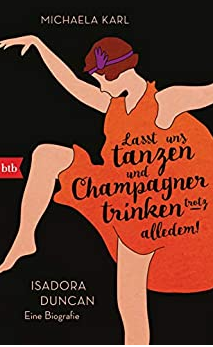 MICHAELA KARL
Lasst uns
tanzen
und
Champagner
trinken trotz
alledem!
btb
ISADORA
DUNCAN
Eine Biografie